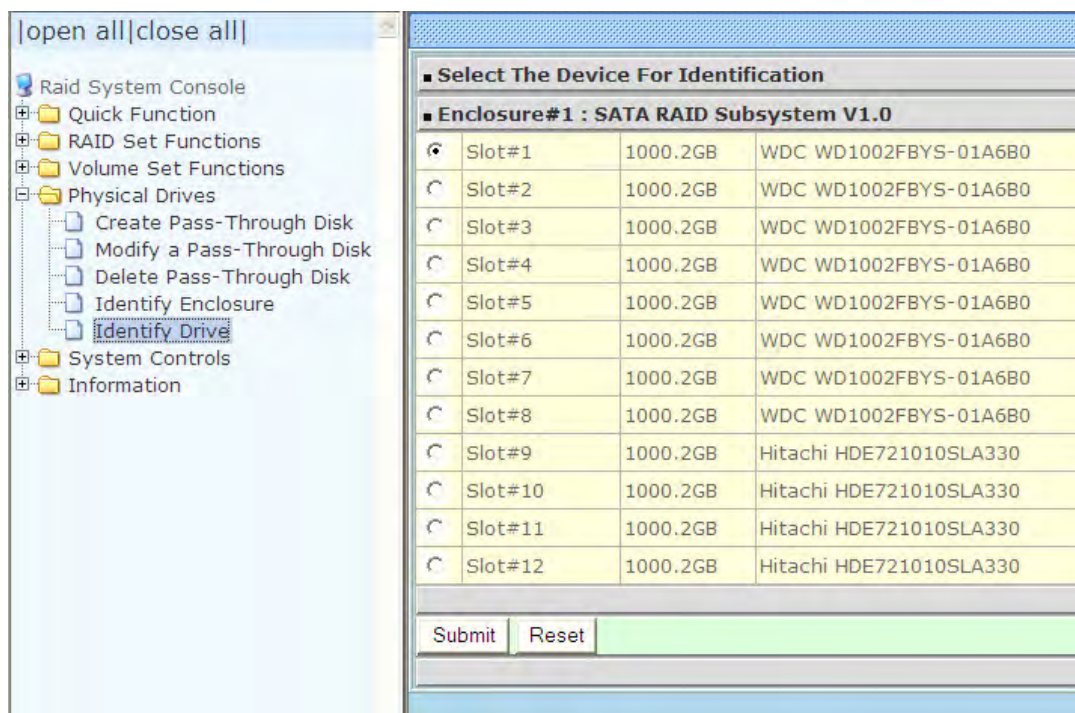 |open all|close all|
Raid System Console
Quick Function
RAID Set Functions
Volume Set Functions
Physical Drives
Create Pass-Through Disk
Modify a Pass-Through Disk
Delete Pass-Through Disk
Identify Enclosure
Identify Drive
System Controls
Information
Select The Device For Identification
Enclosure#1 : SATA RAID Subsystem V1.0
Slot#1 1000.2GB WDC WD1002FBYS-01A6B0
Slot#2 1000.2GB WDC WD1002FBYS-01A6B0
Slot#3 1000.2GB WDC WD1002FBYS-01A6B0
Slot#4 1000.2GB WDC WD1002FBYS-01A6B0
Slot#5 1000.2GB WDC WD1002FBYS-01A6B0
Slot#6 1000.2GB WDC WD1002FBYS-01A6B0
Slot#7 1000.2GB WDC WD1002FBYS-01A6B0
Slot#8 1000.2GB WDC WD1002FBYS-01A6B0
Slot#9 1000.2GB Hitachi HDE721010SLA330
Slot#10 1000.2GB Hitachi HDE721010SLA330
Slot#11 1000.2GB Hitachi HDE721010SLA330
Slot#12 1000.2GB Hitachi HDE721010SLA330
Submit Reset